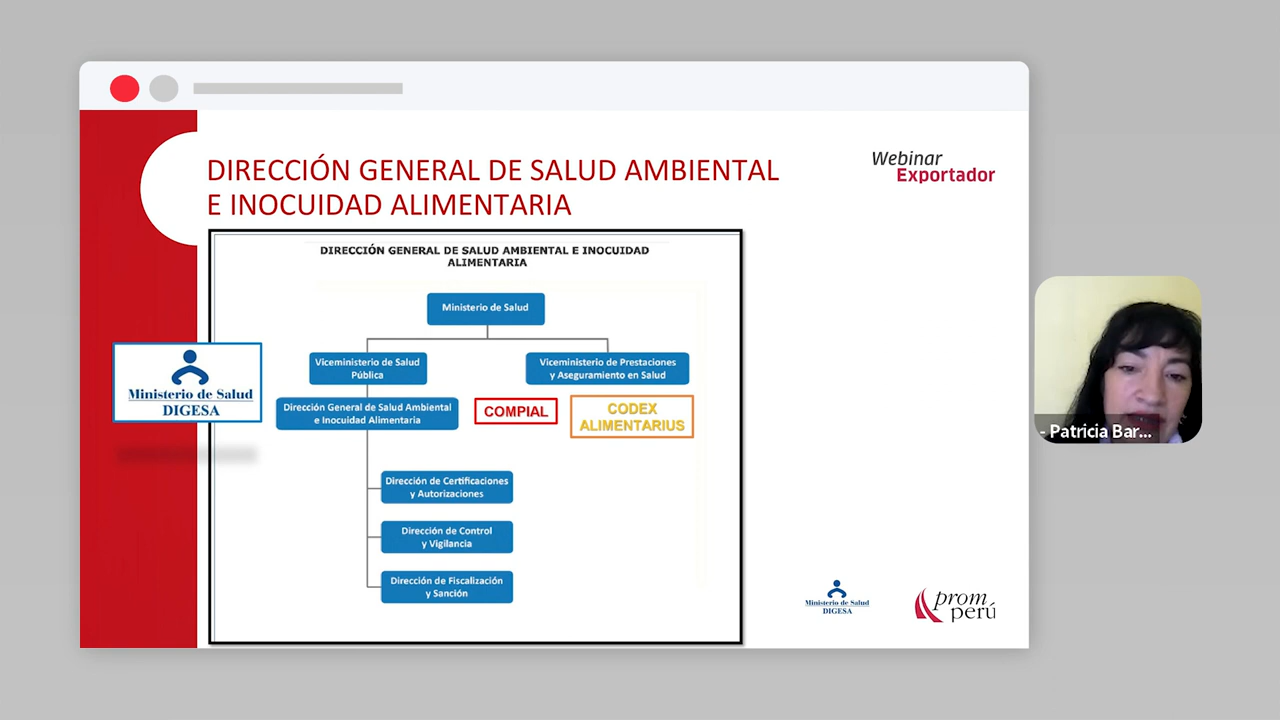 DIRECCIÓN GENERAL DE SALUD AMBIENTAL
E INOCUIDAD ALIMENTARIA
Webinar
Exportador
DIRECCIÓN GENERAL DE SALUD AMBIENTAL E INOCUIDAD
ALIMENTARIA
Ministerio de Salud
Viceministerio de Salud
Pública
Viceministerio de Prestaciones
y Aseguramiento en Salud
Ministerio de Salud
DIGESA
Dirección General de Salud Ambiental
e Inocuidad Alimentaria
COMPIAL
CODEX
ALIMENTARIUS
- Patricia Bar...
Dirección de Certificaciones
y Autorizaciones
Dirección de Control
y Vigilancia
Dirección de Fiscalización
y Sanción
Ministerio de Salud
DIGESA
prom
perú